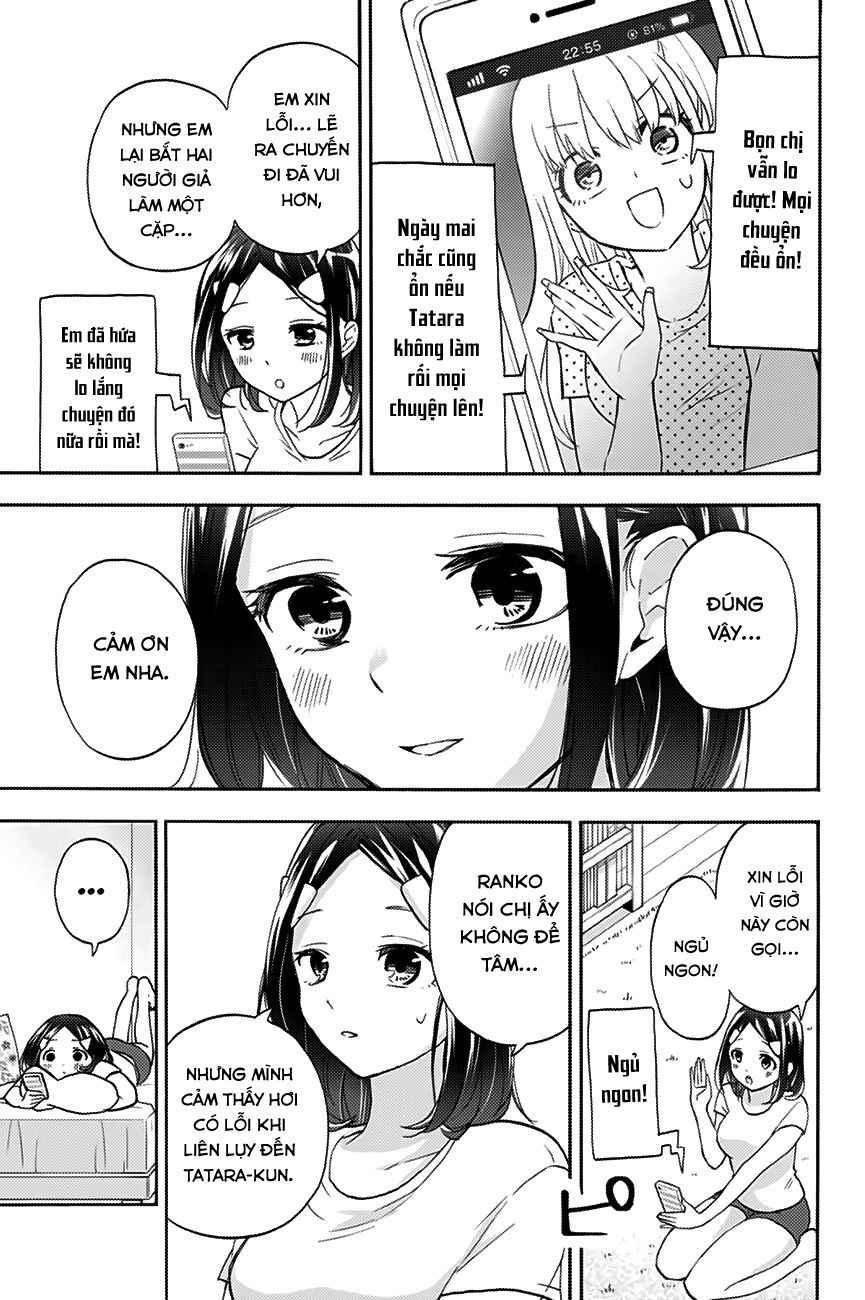 22:55
81%
Bọn chị
vẫn lo
được! Mọi
chuyện
đều ổn!
Ngày mai
chắc cũng
ổn nếu
Tatara
không làm
rối mọi
chuyện lên!
EM XIN
LỖI... LẼ
RA CHUYẾN
ĐI ĐÃ VUI
HƠN,
NHƯNG EM
LẠI BẮT HAI
NGƯỜI GIẢ
LÀM MỘT
CẶP...
Em đã hứa
sẽ không
lo lắng
chuyện đó
nữa rồi mà!
ĐÚNG
VẬY...
CẢM ƠN
EM NHA.
XIN LỖI
VÌ GIỜ
NÀY CÒN
GỌI...
NGỦ
NGON!
Ngủ
ngon!
ピ
RANKO
NÓI CHỊ ẤY
KHÔNG ĐỂ
TÂM...
NHƯNG MÌNH
CẢM THẤY HƠI
CÓ LỖI KHI
LIÊN LỤY ĐẾN
TATARA-KUN.
...